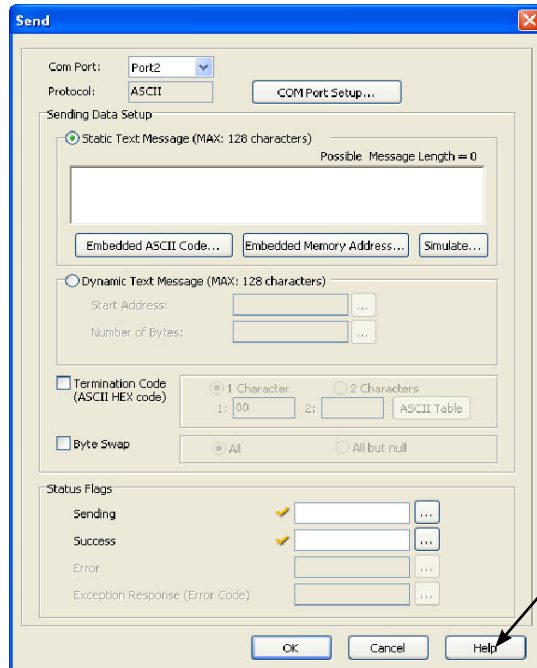 Send
Com Port: Port2
Protocol: ASCII COM Port Setup...
Sending Data Setup
Static Text Message (MAX: 128 characters)
Possible Message Length = 0
Embedded ASCII Code... Embedded Memory Address... Simulate...
Dynamic Text Message (MAX: 128 characters)
Start Address: ...
Number of Bytes: ...
Termination Code
(ASCII HEX code)
1 Character 2 Characters
1: 00 2: ASCII Table
Byte Swap All All but null
Status Flags
Sending ...
Success ...
Error ...
Exception Response (Error Code) ...
OK Cancel Help